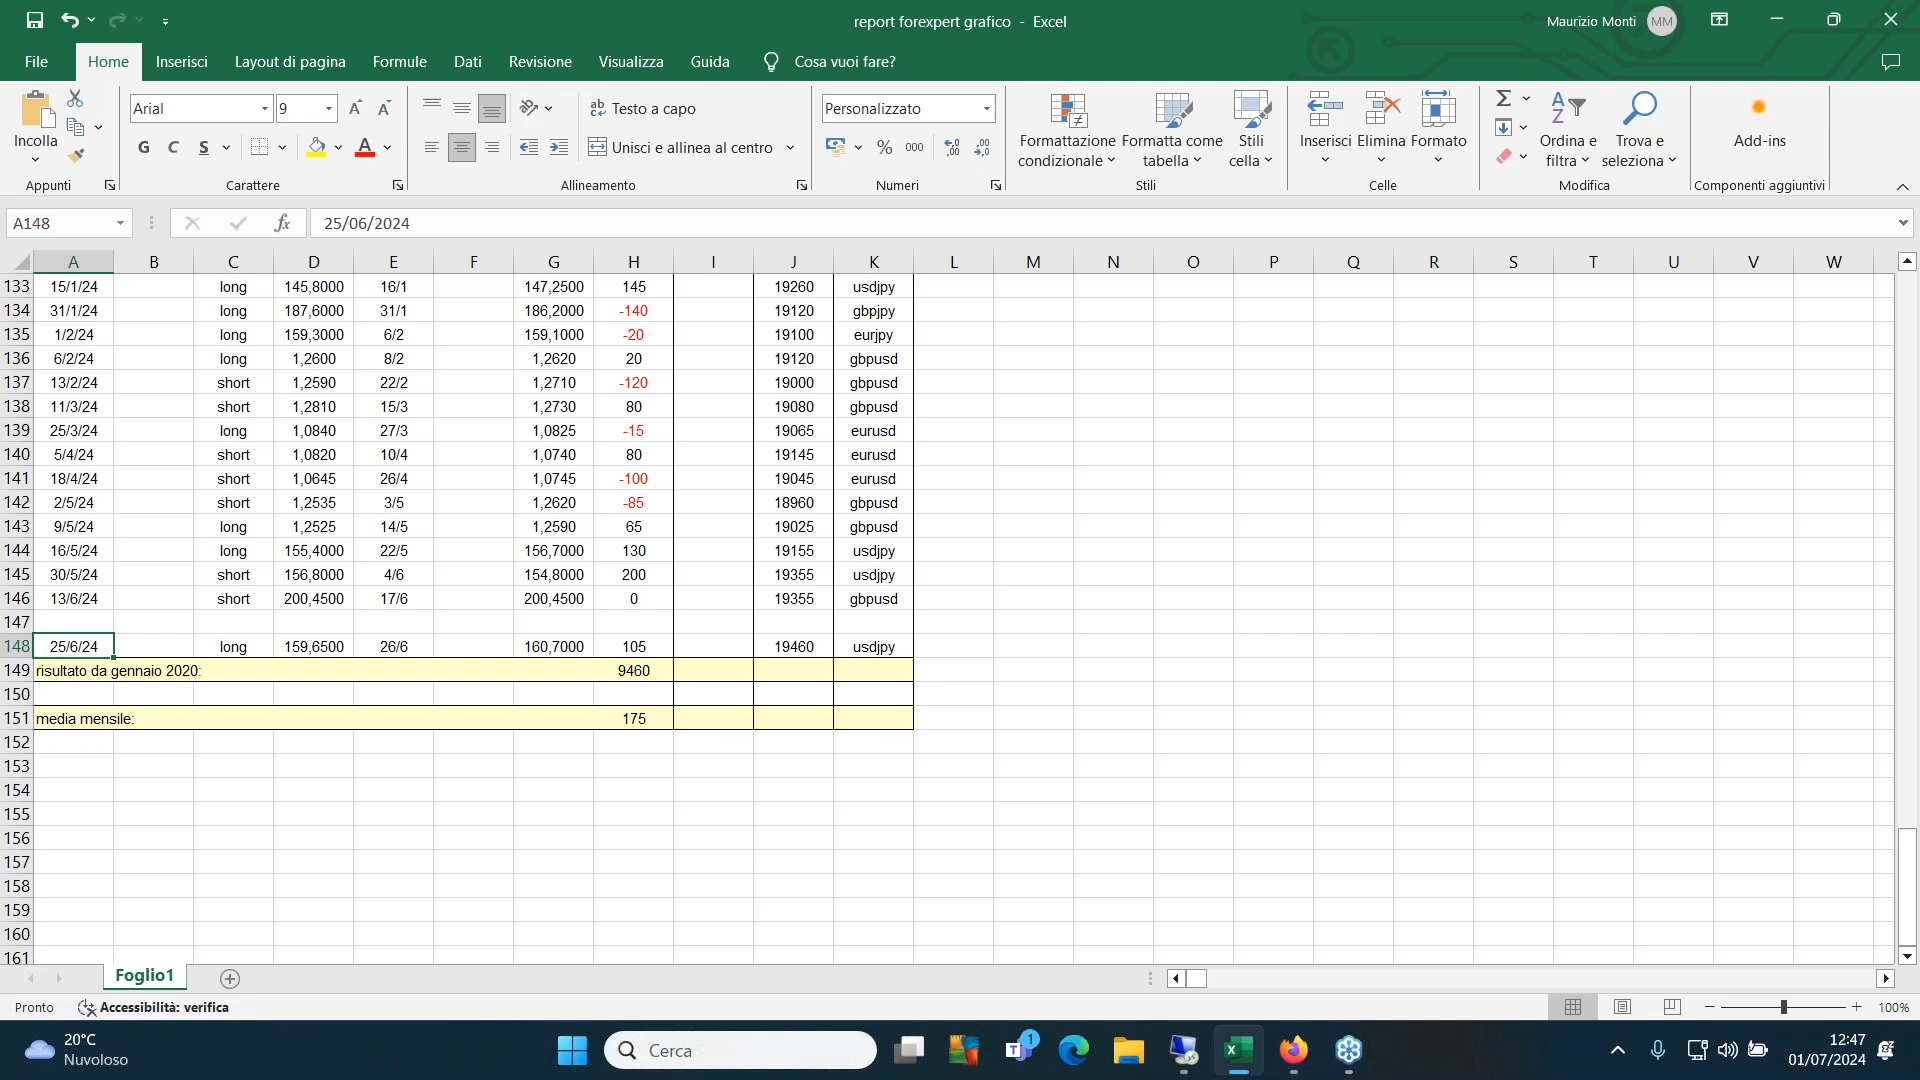 report forexpert grafico - Excel
Maurizio Monti MM
File Home Inserisci Layout di pagina Formule Dati Revisione Visualizza Guida Cosa vuoi fare?
Incolla
Appunti
Arial 9
G C S
Carattere
Testo a capo
Unisci e allinea al centro
Allineamento
Personalizzato
% 000
Numeri
Formattazione condizionale
Formatta come tabella
Stili cella
Stili
Inserisci Elimina Formato
Celle
Ordina e filtra
Trova e seleziona
Modifica
Add-ins
Componenti aggiuntivi
A148 fx 25/06/2024
A B C D E F G H I J K L M N O P Q R S T U V W
133 15/1/24 long 145,8000 16/1 147,2500 145 19260 usdjpy
134 31/1/24 long 187,6000 31/1 186,2000 -140 19120 gbpjpy
135 1/2/24 long 159,3000 6/2 159,1000 -20 19100 eurjpy
136 6/2/24 long 1,2600 8/2 1,2620 20 19120 gbpusd
137 13/2/24 short 1,2590 22/2 1,2710 -120 19000 gbpusd
138 11/3/24 short 1,2810 15/3 1,2730 80 19080 gbpusd
139 25/3/24 long 1,0840 27/3 1,0825 -15 19065 eurusd
140 5/4/24 short 1,0820 10/4 1,0740 80 19145 eurusd
141 18/4/24 short 1,0645 26/4 1,0745 -100 19045 eurusd
142 2/5/24 short 1,2535 3/5 1,2620 -85 18960 gbpusd
143 9/5/24 long 1,2525 14/5 1,2590 65 19025 gbpusd
144 16/5/24 long 155,4000 22/5 156,7000 130 19155 usdjpy
145 30/5/24 short 156,8000 4/6 154,8000 200 19355 usdjpy
146 13/6/24 short 200,4500 17/6 200,4500 0 19355 gbpusd
147
148 25/6/24 long 159,6500 26/6 160,7000 105 19460 usdjpy
149 risultato da gennaio 2020: 9460
150
151 media mensile: 175
152
153
154
155
156
157
158
159
160
161
Foglio1
Pronto Accessibilità: verifica 100%
20°C
Nuvoloso
Cerca
1
12:47
01/07/2024